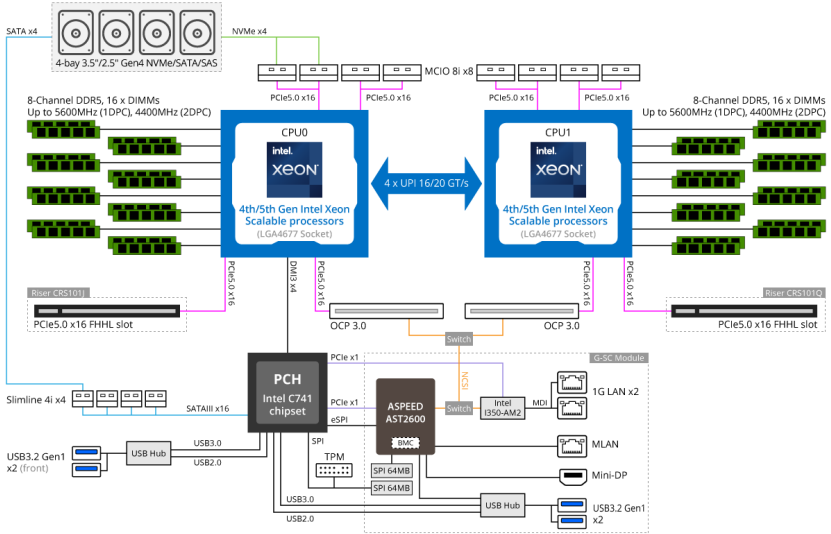 SATA x4
NVMe x4
4-bay 3.5"/2.5" Gen4 NVMe/SATA/SAS
MCIO 8i x8
PCIe5.0 x16
PCIe5.0 x16
PCIe5.0 x16
PCIe5.0 x16
8-Channel DDR5, 16 x DIMMs
Up to 5600MHz (1DPC), 4400MHz (2DPC)
8-Channel DDR5, 16 x DIMMs
Up to 5600MHz (1DPC), 4400MHz (2DPC)
CPU0
intel.
XEON
4th/5th Gen Intel Xeon
Scalable processors
(LGA4677 Socket)
4 x UPI 16/20 GT/s
CPU1
intel.
XEON
4th/5th Gen Intel Xeon
Scalable processors
(LGA4677 Socket)
PCIe5.0 x16
DMI3 x4
PCIe5.0 x16
PCIe5.0 x16
PCIe5.0 x16
Riser CRS101J
PCIe5.0 x16 FHHL slot
OCP 3.0
OCP 3.0
Riser CRS101Q
PCIe5.0 x16 FHHL slot
Switch
NCSI
Switch
G-SC Module
PCH
Intel C741
chipset
PCIe x1
PCIe x1
eSPI
SPI
ASPEED
AST2600
BMC
Intel
I350-AM2
MDI
1G LAN x2
MLAN
Mini-DP
Slimline 4i x4
SATAIII x16
USB3.2 Gen1
x2 (front)
USB Hub
USB3.0
USB2.0
TPM
SPI 64MB
SPI 64MB
USB3.0
USB2.0
USB Hub
USB3.2 Gen1
x2